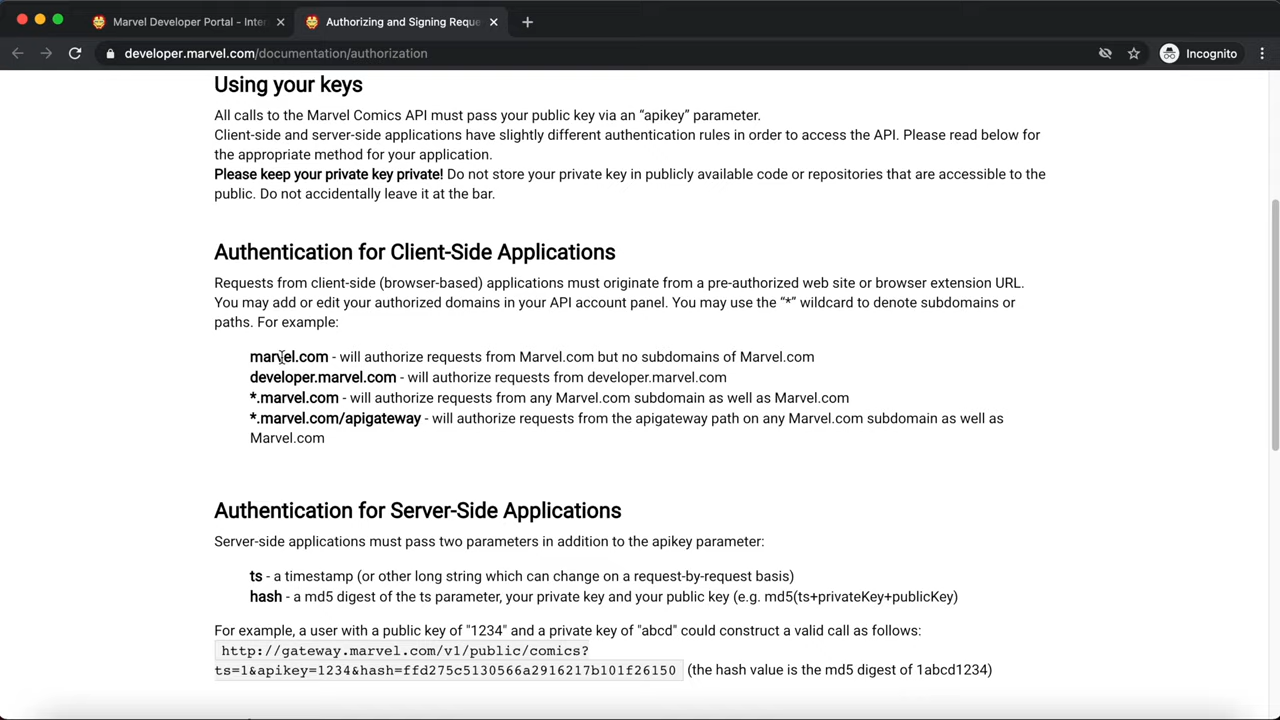 Marvel Developer Portal - Inter
Authorizing and Signing Reque
developer.marvel.com/documentation/authorization
Incognito
Using your keys
All calls to the Marvel Comics API must pass your public key via an “apikey” parameter.
Client-side and server-side applications have slightly different authentication rules in order to access the API. Please read below for
the appropriate method for your application.
Please keep your private key private! Do not store your private key in publicly available code or repositories that are accessible to the
public. Do not accidentally leave it at the bar.
Authentication for Client-Side Applications
Requests from client-side (browser-based) applications must originate from a pre-authorized web site or browser extension URL.
You may add or edit your authorized domains in your API account panel. You may use the “*” wildcard to denote subdomains or
paths. For example:
marvel.com - will authorize requests from Marvel.com but no subdomains of Marvel.com
developer.marvel.com - will authorize requests from developer.marvel.com
*.marvel.com - will authorize requests from any Marvel.com subdomain as well as Marvel.com
*.marvel.com/apigateway - will authorize requests from the apigateway path on any Marvel.com subdomain as well as
Marvel.com
Authentication for Server-Side Applications
Server-side applications must pass two parameters in addition to the apikey parameter:
ts - a timestamp (or other long string which can change on a request-by-request basis)
hash - a md5 digest of the ts parameter, your private key and your public key (e.g. md5(ts+privateKey+publicKey)
For example, a user with a public key of "1234" and a private key of "abcd" could construct a valid call as follows:
http://gateway.marvel.com/v1/public/comics?
ts=1&apikey=1234&hash=ffd275c5130566a2916217b101f26150 (the hash value is the md5 digest of 1abcd1234)